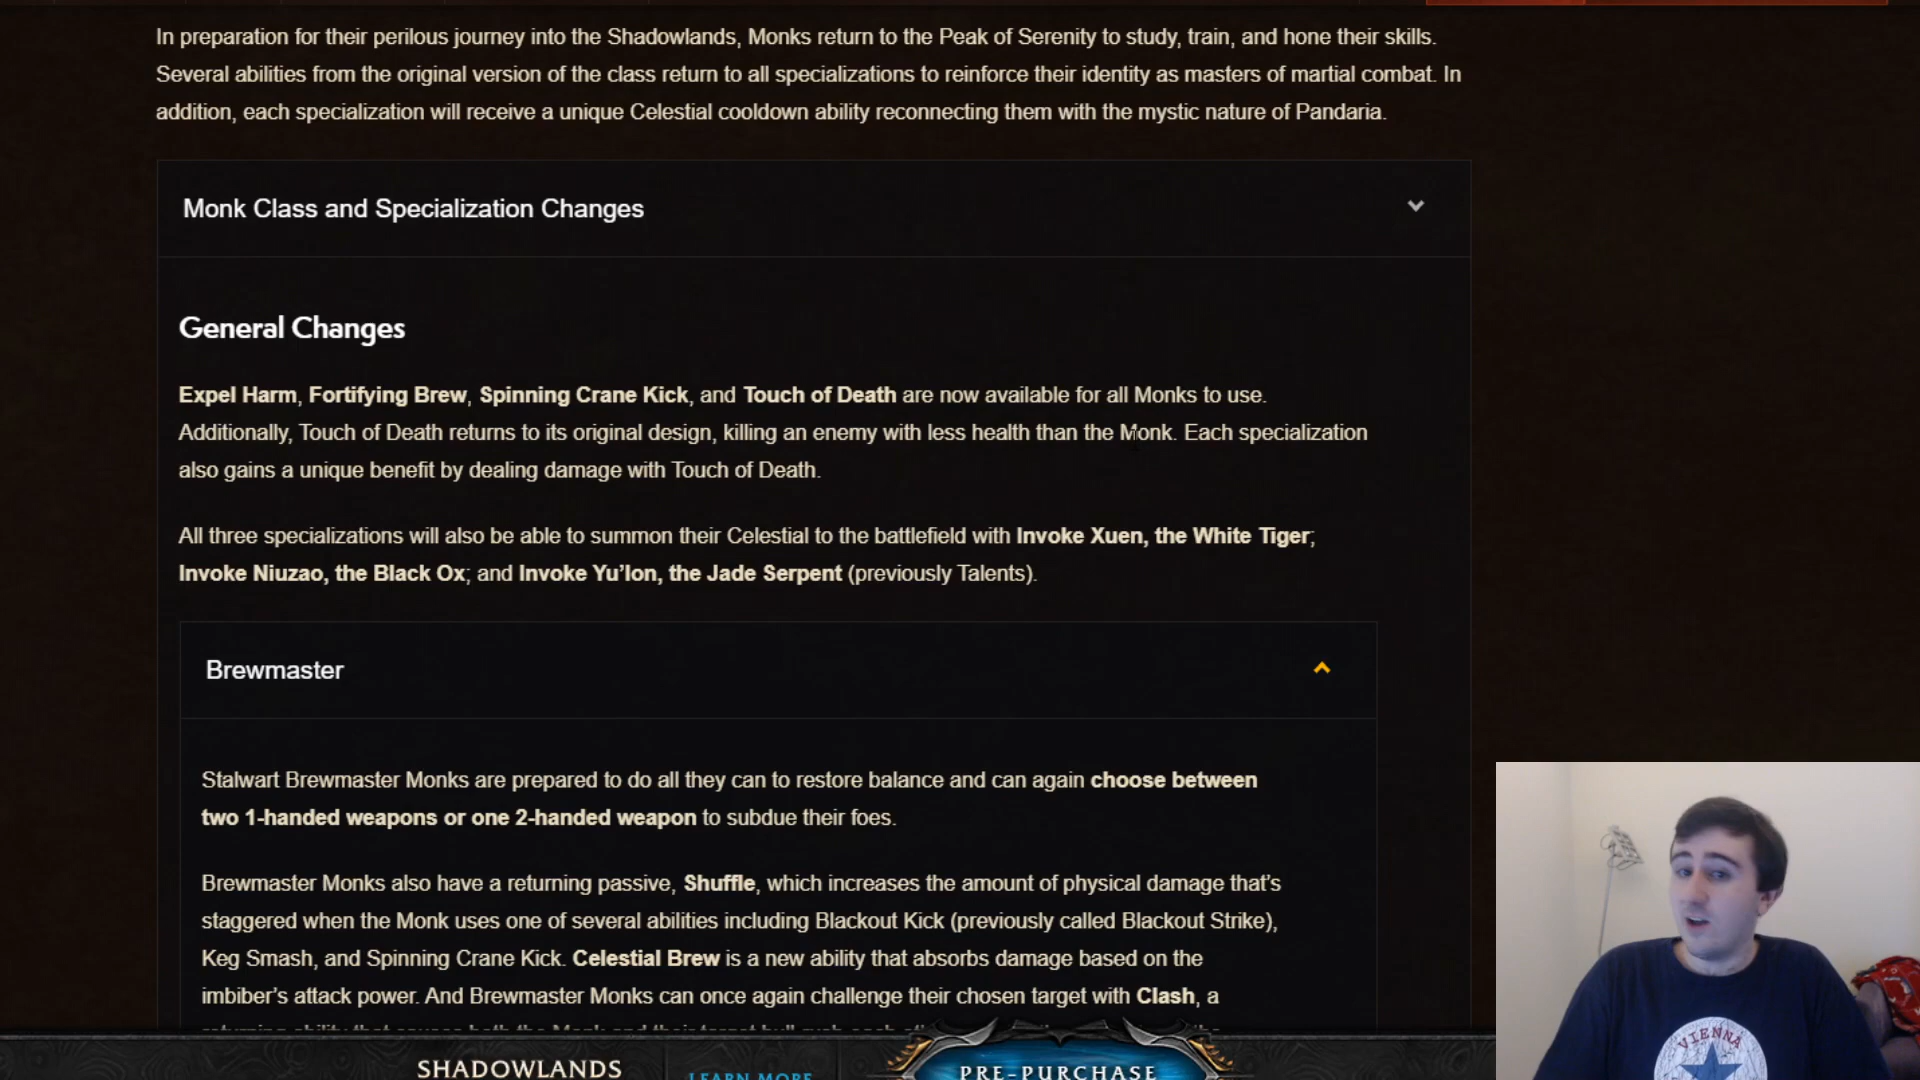 In preparation for their perilous journey into the Shadowlands, Monks return to the Peak of Serenity to study, train, and hone their skills.
Several abilities from the original version of the class return to all specializations to reinforce their identity as masters of martial combat. In
addition, each specialization will receive a unique Celestial cooldown ability reconnecting them with the mystic nature of Pandaria.
Monk Class and Specialization Changes
General Changes
Expel Harm, Fortifying Brew, Spinning Crane Kick, and Touch of Death are now available for all Monks to use.
Additionally, Touch of Death returns to its original design, killing an enemy with less health than the Monk. Each specialization
also gains a unique benefit by dealing damage with Touch of Death.
All three specializations will also be able to summon their Celestial to the battlefield with Invoke Xuen, the White Tiger;
Invoke Niuzao, the Black Ox; and Invoke Yu'lon, the Jade Serpent (previously Talents).
Brewmaster
Stalwart Brewmaster Monks are prepared to do all they can to restore balance and can again choose between
two 1-handed weapons or one 2-handed weapon to subdue their foes.
Brewmaster Monks also have a returning passive, Shuffle, which increases the amount of physical damage that's
staggered when the Monk uses one of several abilities including Blackout Kick (previously called Blackout Strike),
Keg Smash, and Spinning Crane Kick. Celestial Brew is a new ability that absorbs damage based on the
imbiber's attack power. And Brewmaster Monks can once again challenge their chosen target with Clash, a
SHADOWLANDS
LEARN MORE
PRE-PURCHASE
VIENNA